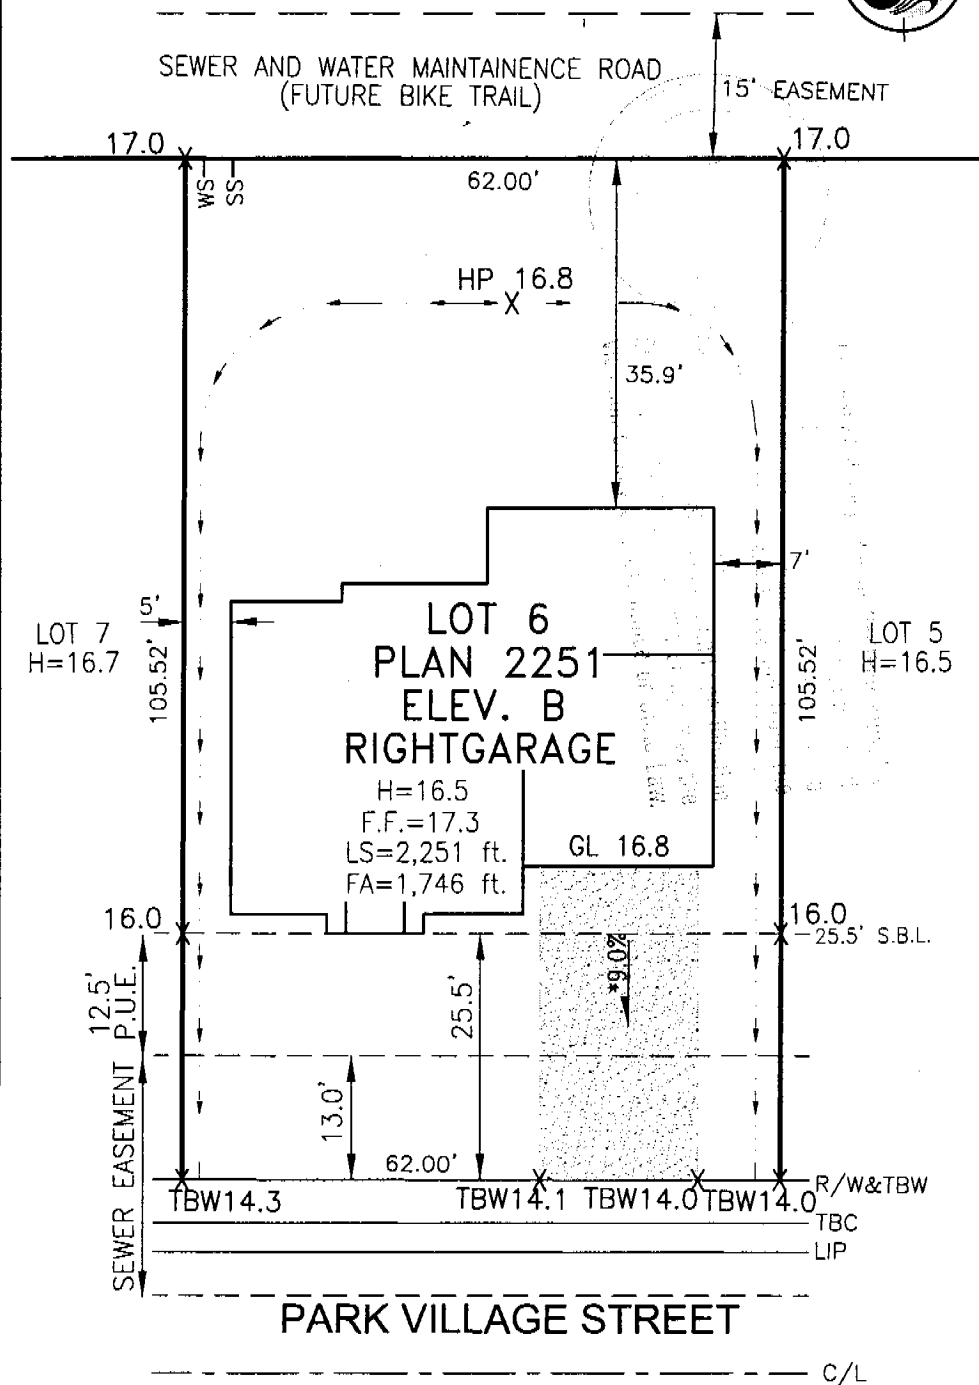 SEWER AND WATER MAINTAINENCE ROAD
(FUTURE BIKE TRAIL)
15' EASEMENT
17.0
17.0
WS
SS
62.00'
HP 16.8
35.9'
7'
5'
LOT 7
H=16.7
105.52'
LOT 6
PLAN 2251
ELEV. B
RIGHTGARAGE
H=16.5
F.F.=17.3
LS=2,251 ft.
FA=1,746 ft.
GL 16.8
105.52'
LOT 5
H=16.5
16.0
16.0
25.5' S.B.L.
*9.0%
12.5'
P.U.E.
25.5'
13.0'
SEWER EASEMENT
62.00'
R/W&TBW
TBW14.3
TBW14.1
TBW14.0
TBW14.0
TBC
LIP
PARK VILLAGE STREET
C/L